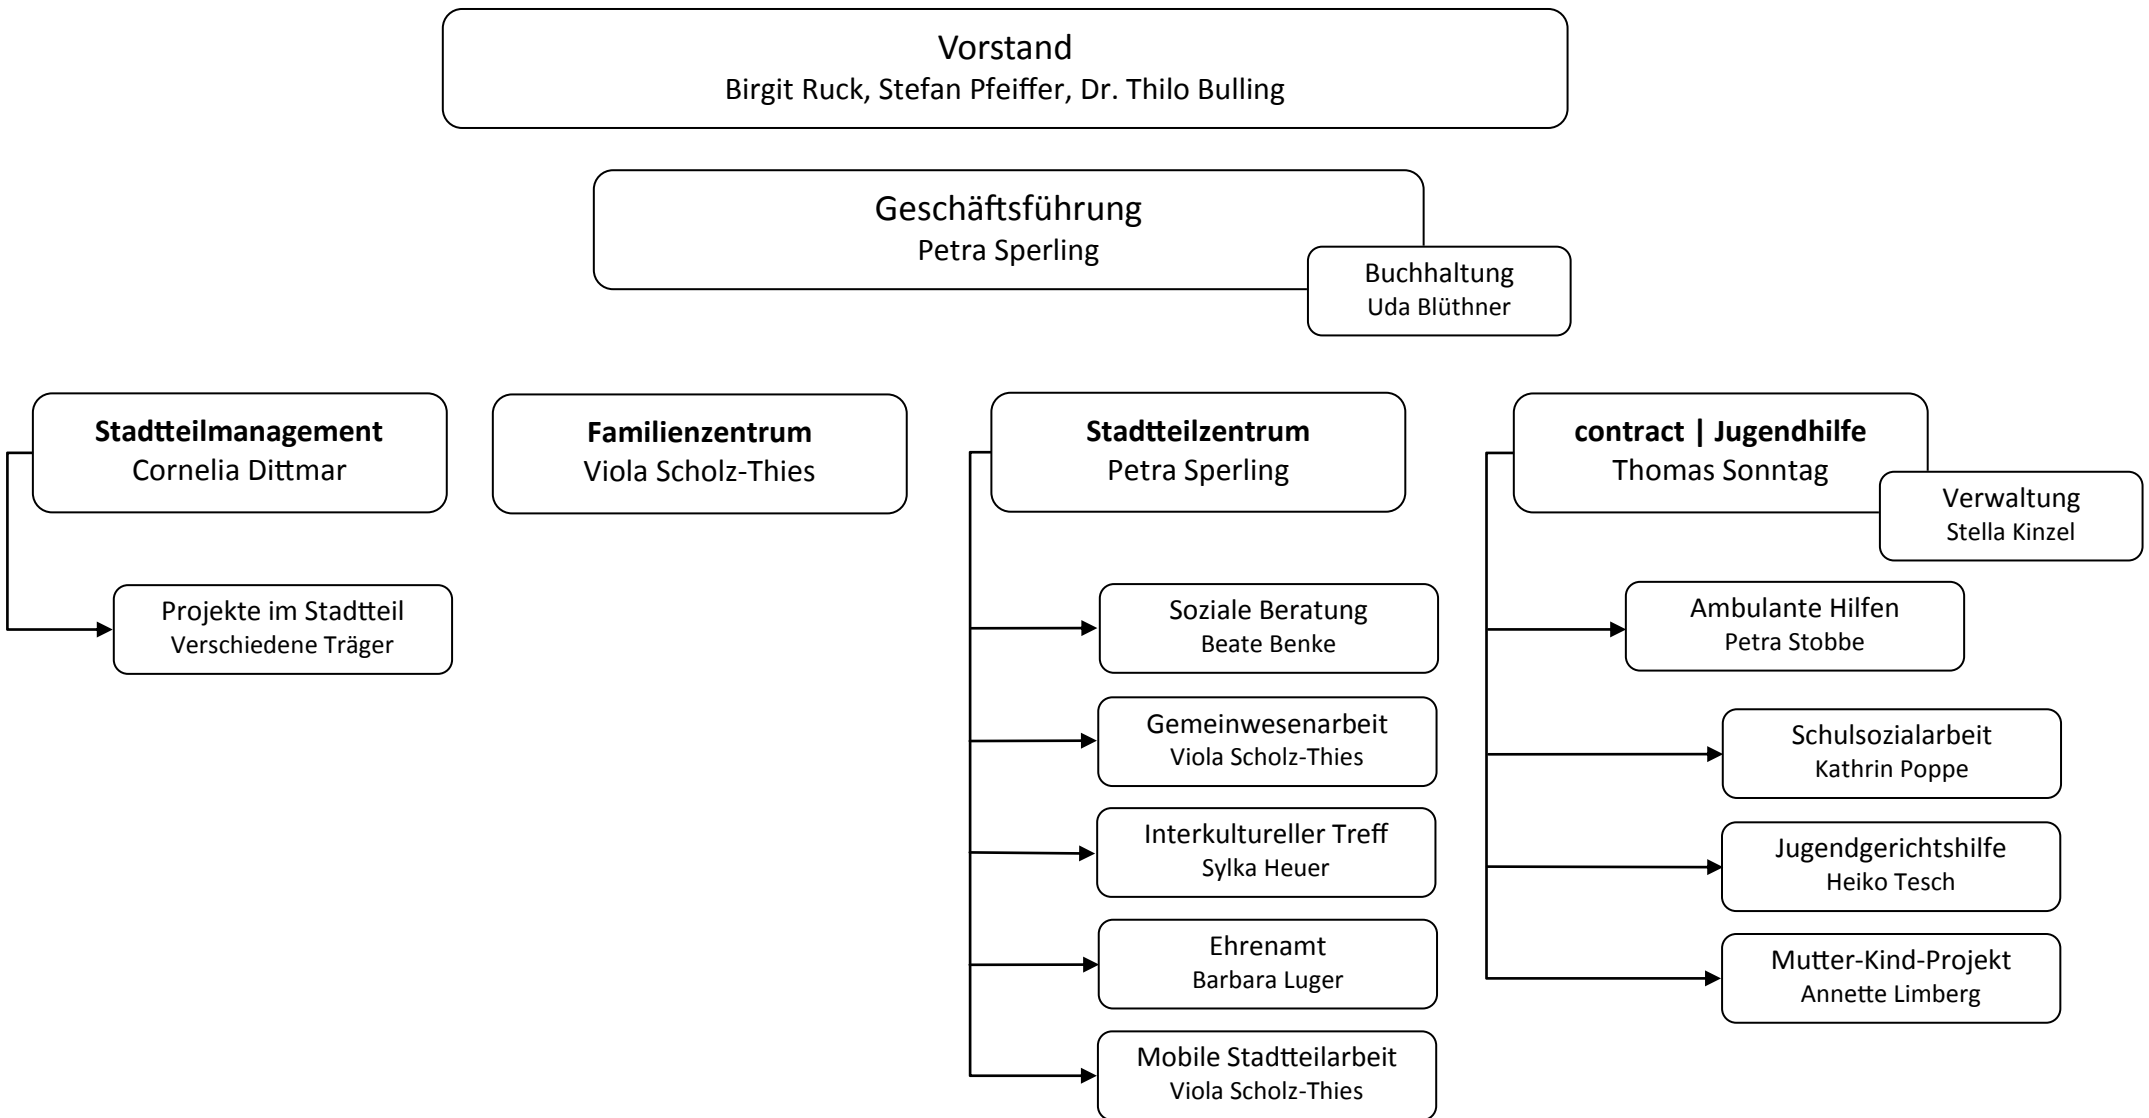 Vorstand
Birgit Ruck, Stefan Pfeiffer, Dr. Thilo Bulling
Geschäftsführung
Petra Sperling
Buchhaltung
Uda Blüthner
Stadtteilmanagement
Cornelia Dittmar
Projekte im Stadtteil
Verschiedene Träger
Familienzentrum
Viola Scholz-Thies
Stadtteilzentrum
Petra Sperling
Soziale Beratung
Beate Benke
Gemeinwesenarbeit
Viola Scholz-Thies
Interkultureller Treff
Sylka Heuer
Ehrenamt
Barbara Luger
Mobile Stadtteilarbeit
Viola Scholz-Thies
contract | Jugendhilfe
Thomas Sonntag
Verwaltung
Stella Kinzel
Ambulante Hilfen
Petra Stobbe
Schulsozialarbeit
Kathrin Poppe
Jugendgerichtshilfe
Heiko Tesch
Mutter-Kind-Projekt
Annette Limberg